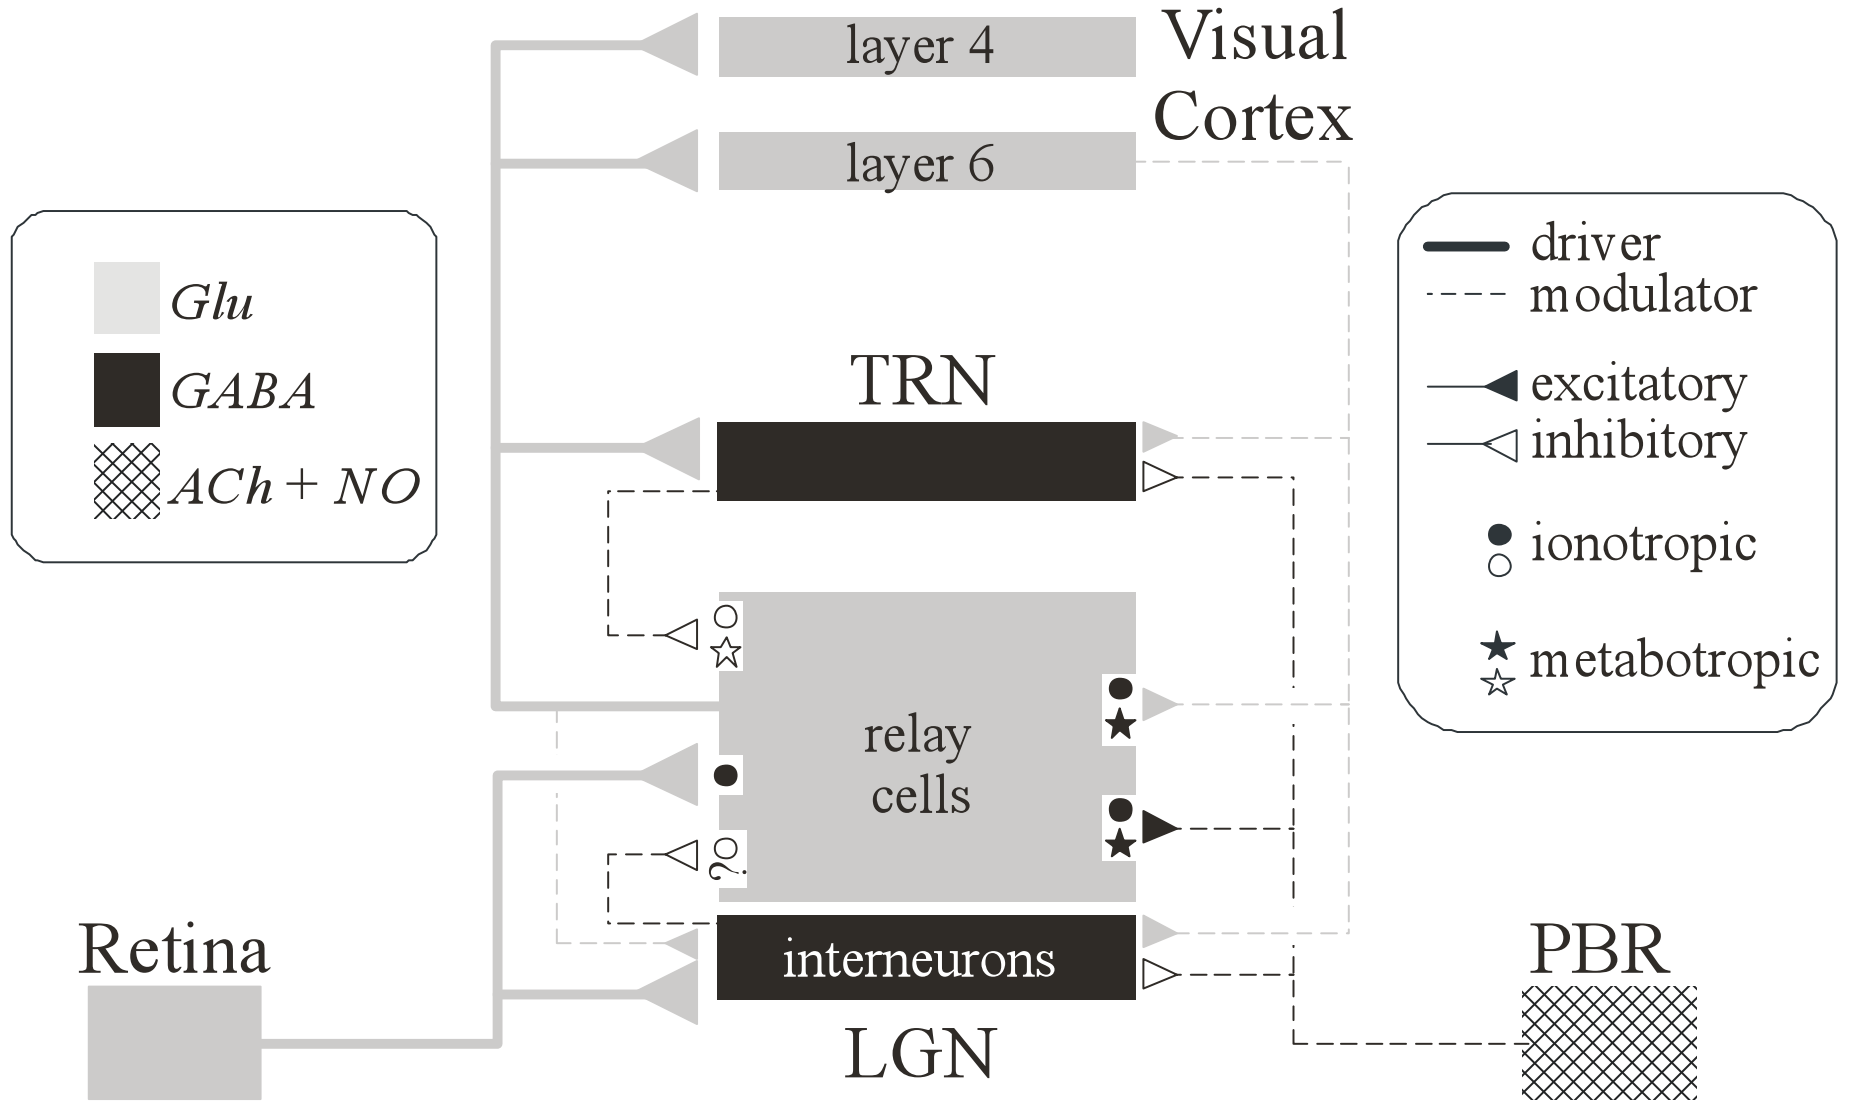 layer 4
Visual
Cortex
layer 6
Glu
GABA
ACh + NO
driver
modulator
excitatory
inhibitory
ionotropic
metabotropic
TRN
relay
cells
?
interneurons
LGN
Retina
PBR